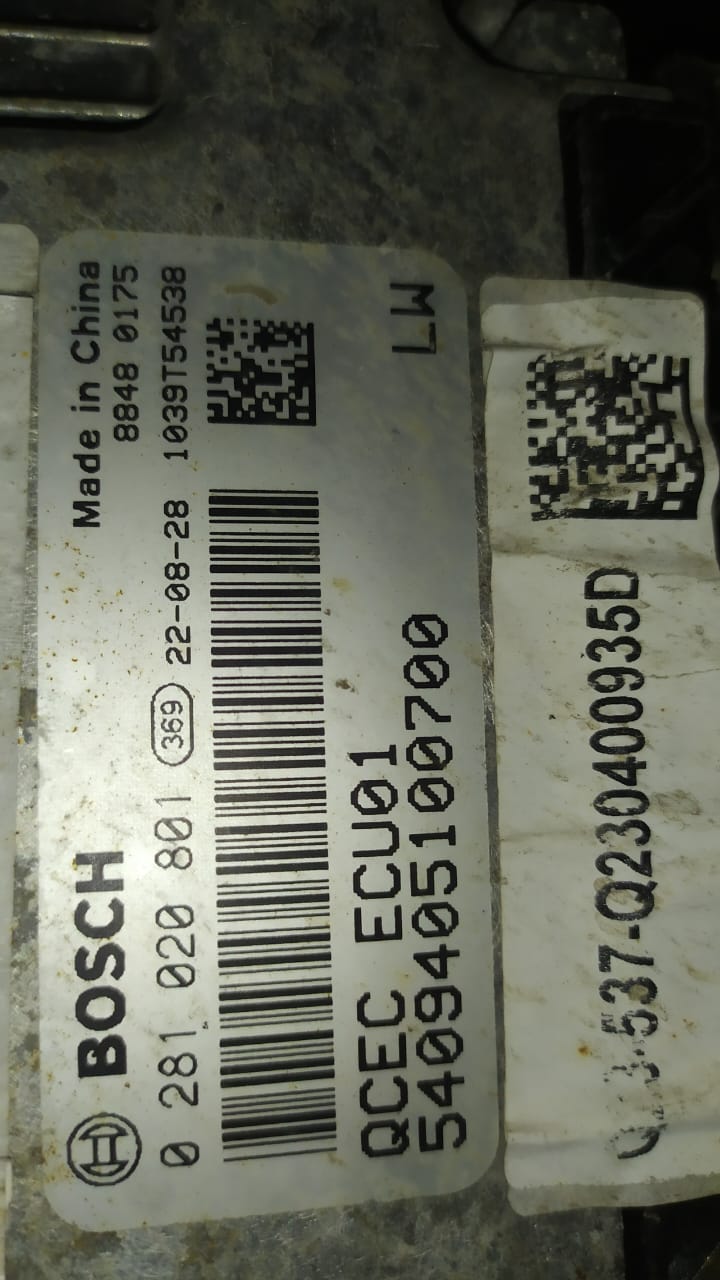 BOSCH
Made in China
0 281 020 801 369 22-08-28
8848 0175
1039T54538
QCEC ECU01
5409405100700
LW
537-Q230400935D